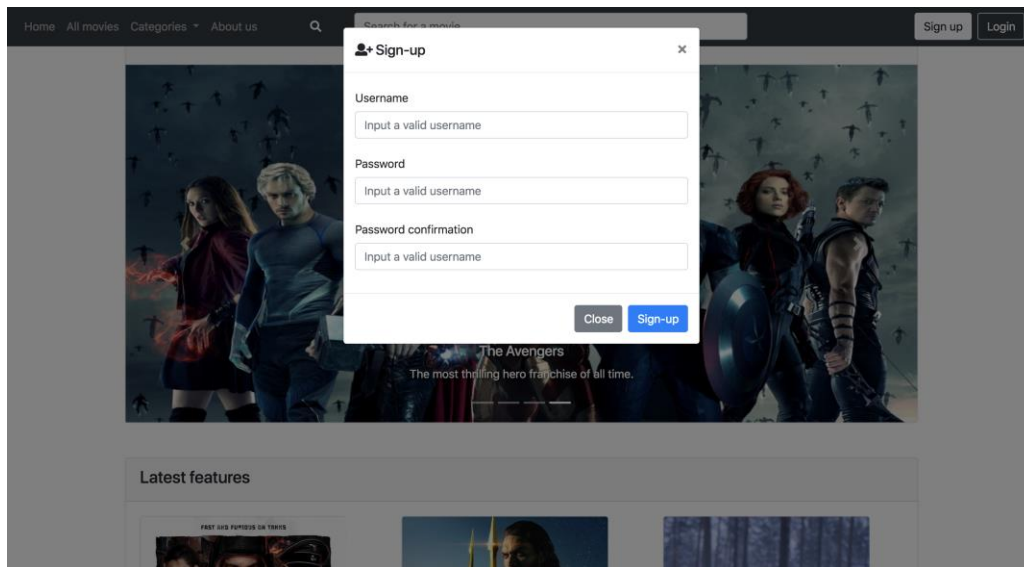 Home All movies Categories About us Search for a movie Sign up Login
Sign-up ×
Username
Input a valid username
Password
Input a valid username
Password confirmation
Input a valid username
Close Sign-up
The Avengers
The most thrilling hero franchise of all time.
Latest features
FAST AND FURIOUS ON TANKS